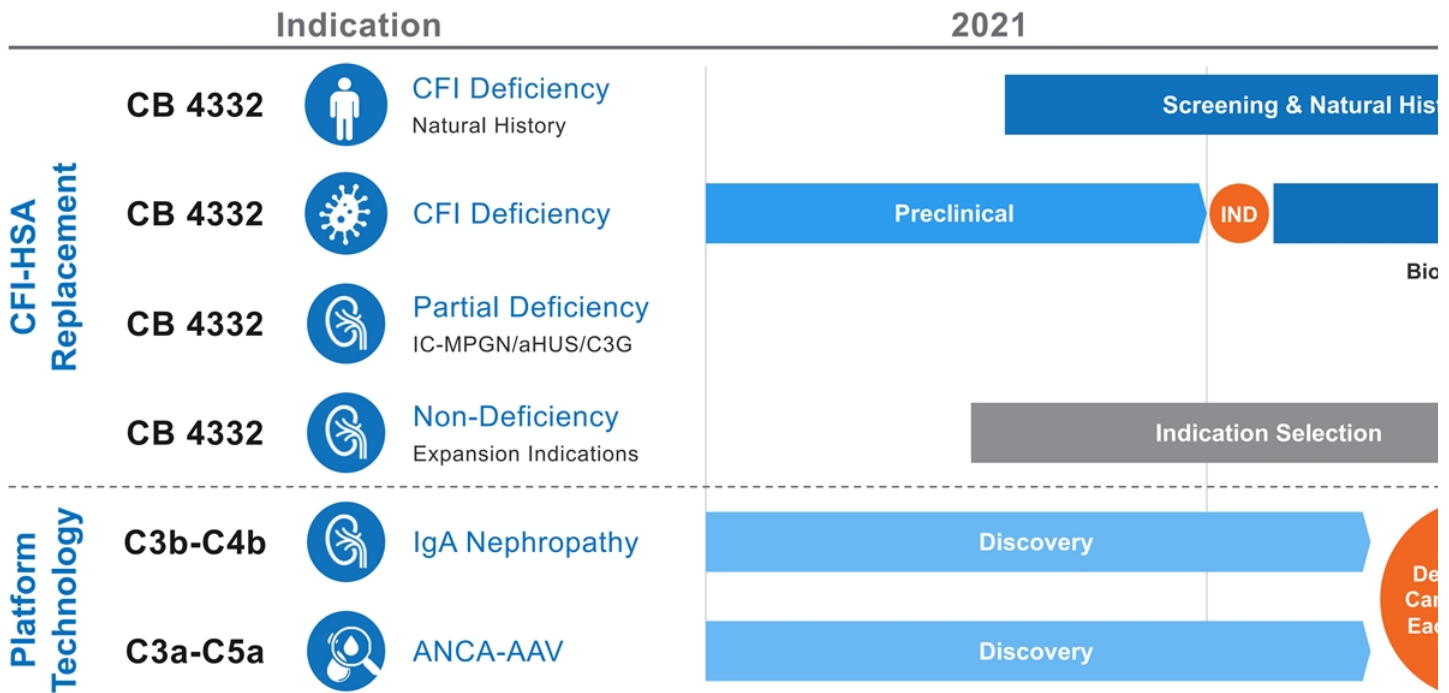 Indication
2021
CFI-HSA
Replacement
CB 4332
CFI Deficiency
Natural History
Screening & Natural
CB 4332
CFI Deficiency
Preclinical
IND
CB 4332
Partial Deficiency
IC-MPGN/aHUS/C3G
CB 4332
Non-Deficiency
Expansion Indications
Indication Selection
Platform
Technology
C3b-C4b
IgA Nephropathy
Discovery
C3a-C5a
ANCA-AAV
Discovery